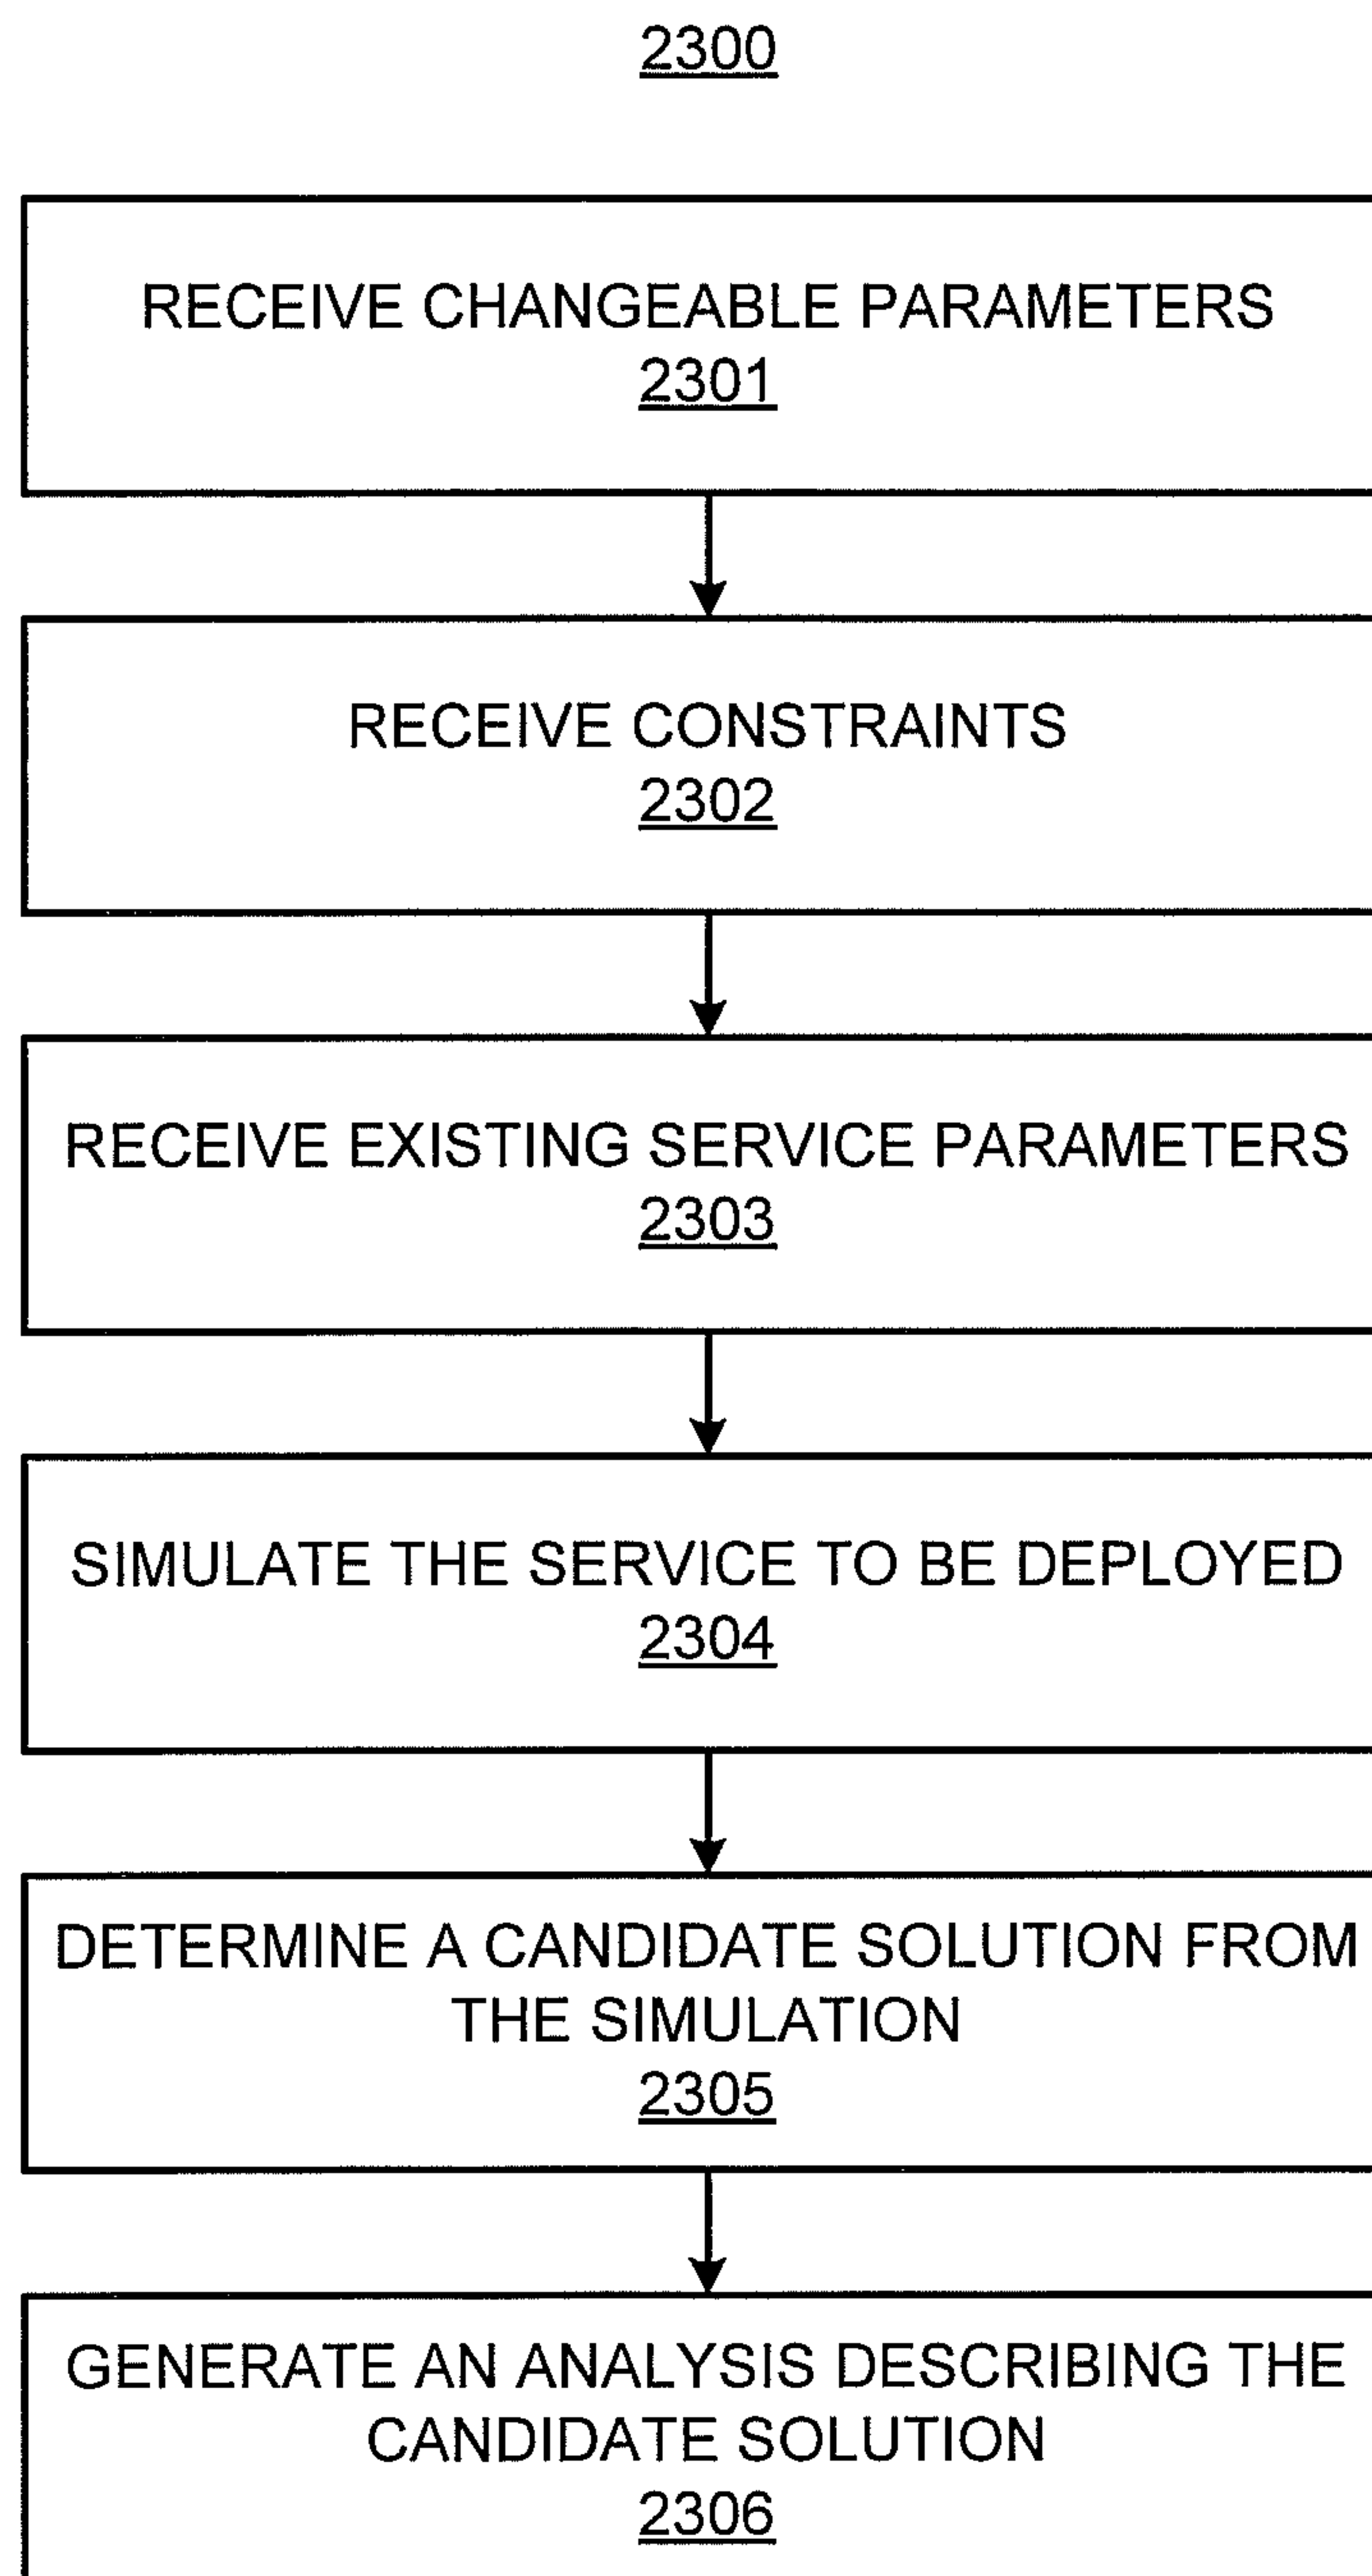 2300
RECEIVE CHANGEABLE PARAMETERS
2301
RECEIVE CONSTRAINTS
2302
RECEIVE EXISTING SERVICE PARAMETERS
2303
SIMULATE THE SERVICE TO BE DEPLOYED
2304
DETERMINE A CANDIDATE SOLUTION FROM
THE SIMULATION
2305
GENERATE AN ANALYSIS DESCRIBING THE
CANDIDATE SOLUTION
2306